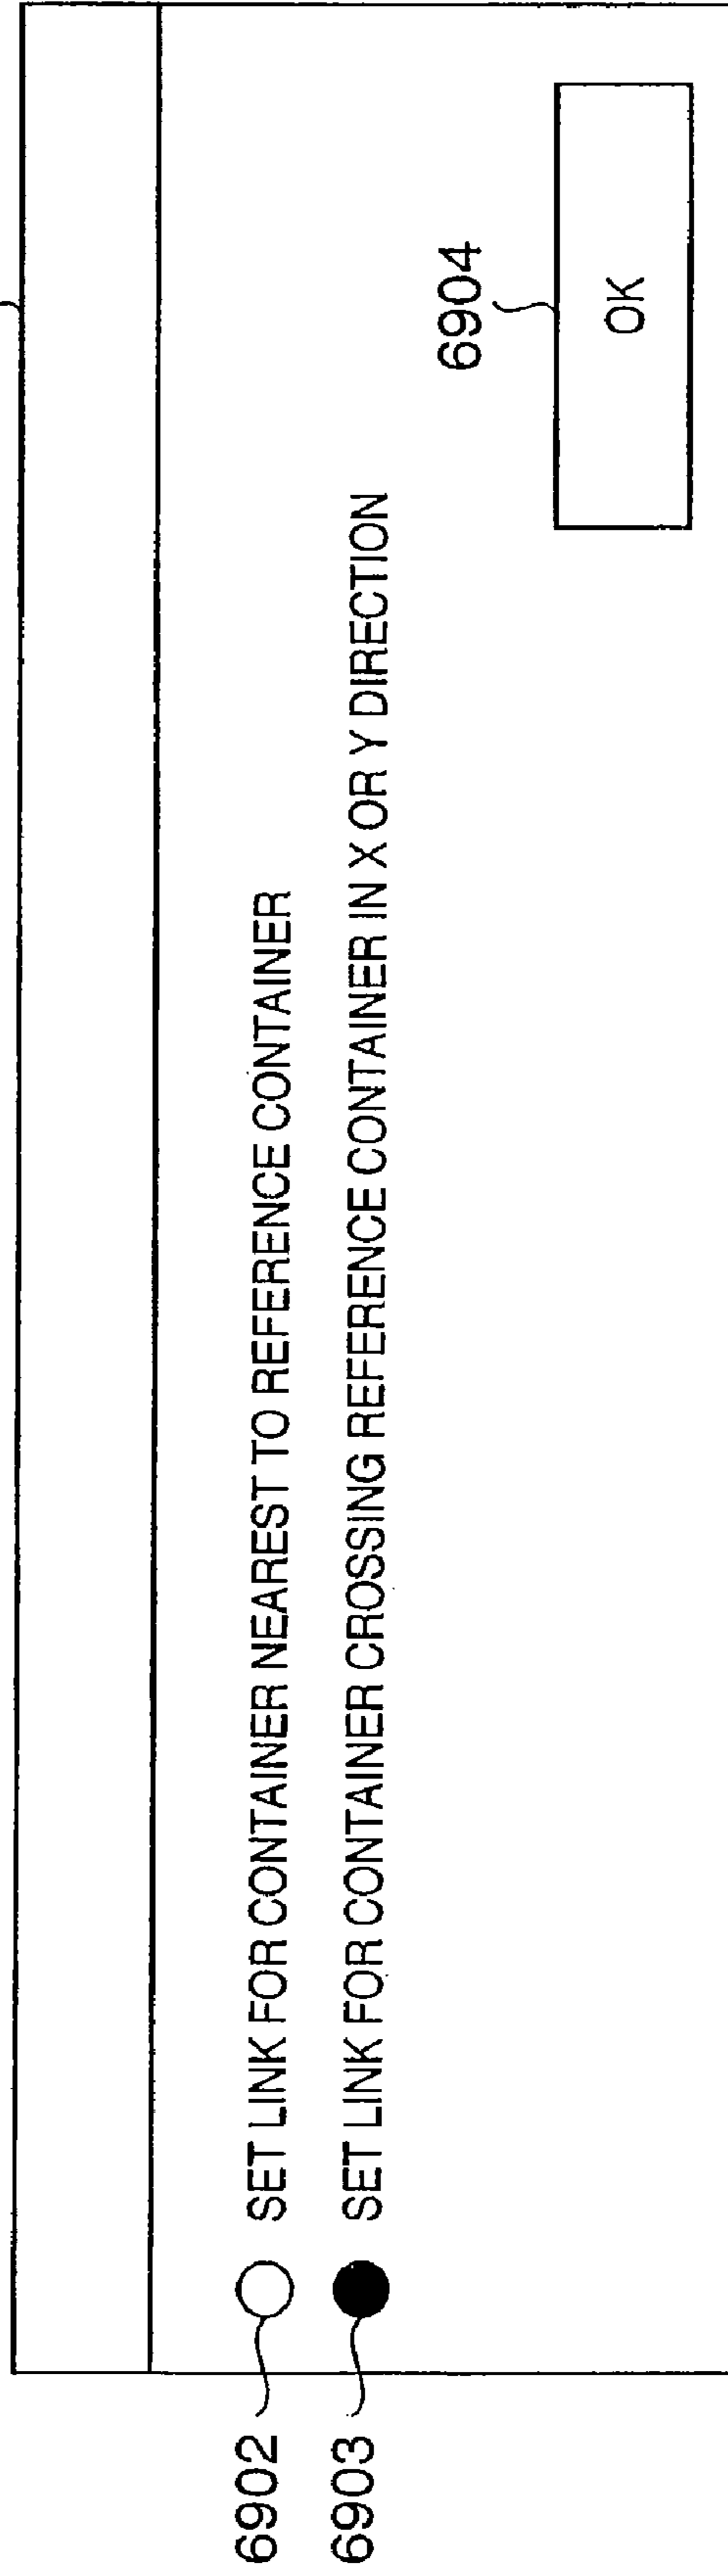 6902 SET LINK FOR CONTAINER NEAREST TO REFERENCE CONTAINER
6903 SET LINK FOR CONTAINER CROSSING REFERENCE CONTAINER IN X OR Y DIRECTION
6904
OK